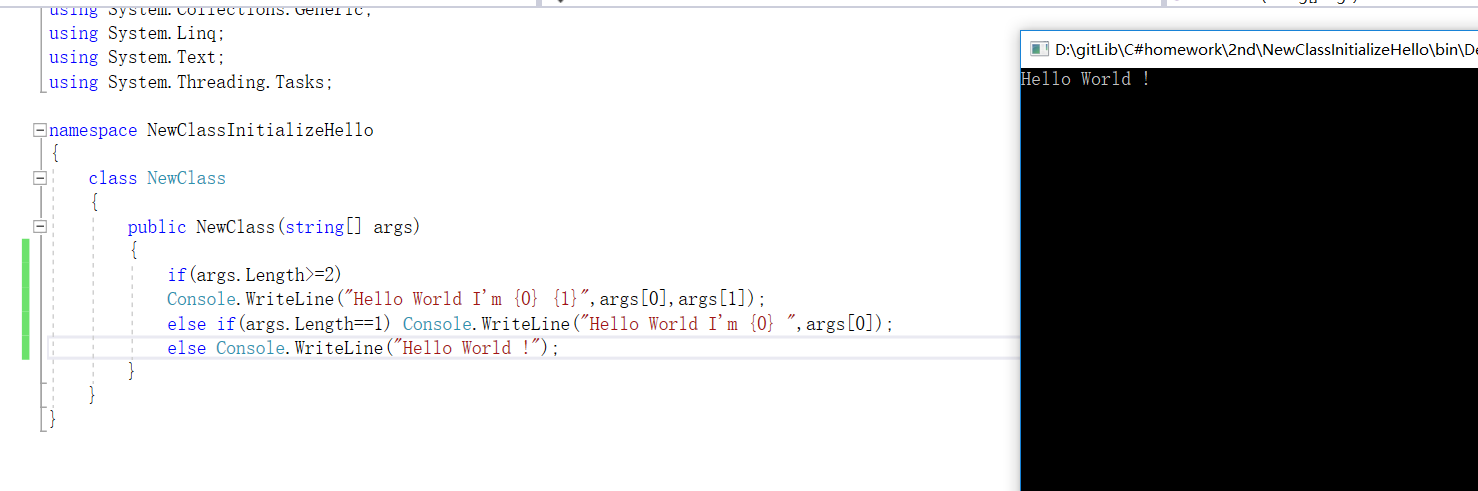 using System.Collections.Generic;
using System.Linq;
using System.Text;
using System.Threading.Tasks;
namespace NewClassInitializeHello
{
class NewClass
{
public NewClass(string[] args)
{
if(args.Length>=2)
Console.WriteLine("Hello World I'm {0} {1}",args[0],args[1]);
else if(args.Length==1) Console.WriteLine("Hello World I'm {0} ",args[0]);
else Console.WriteLine("Hello World !");
}
}
}
D:\gitLib\C#homework\2nd\NewClassInitializeHello\bin\De
Hello World !